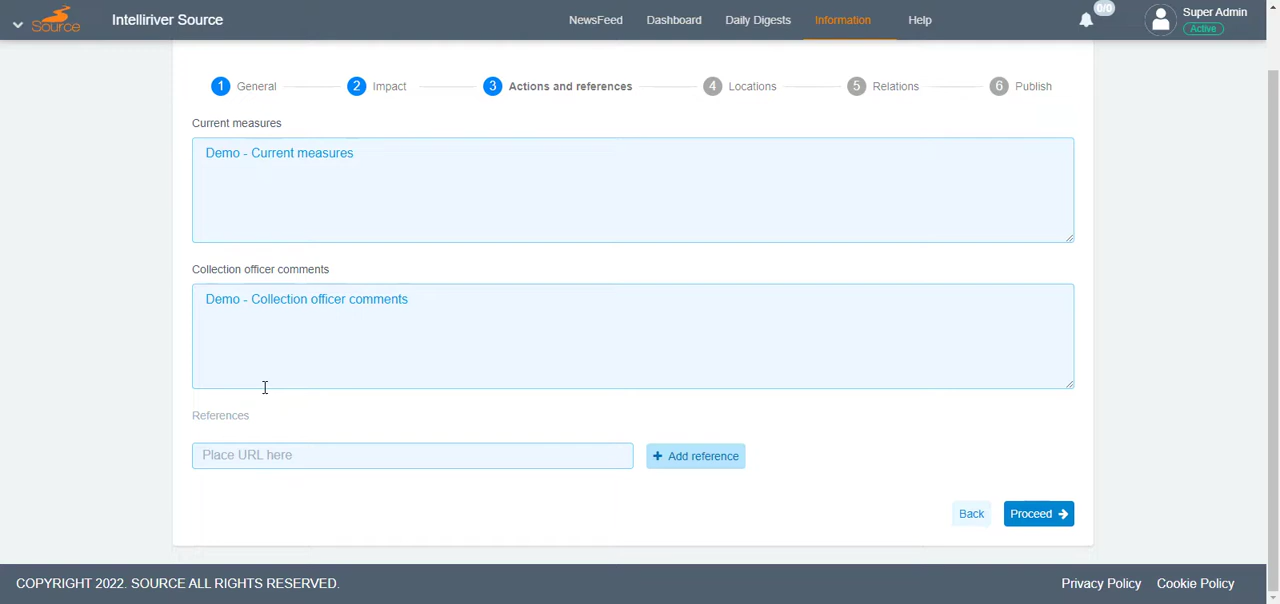 Source
Intelliriver Source
NewsFeed
Dashboard
Daily Digests
Information
Help
0/0
Super Admin
Active
1 General
2 Impact
3 Actions and references
4 Locations
5 Relations
6 Publish
Current measures
Demo - Current measures
Collection officer comments
Demo - Collection officer comments
References
Place URL here
+ Add reference
Back
Proceed →
COPYRIGHT 2022. SOURCE ALL RIGHTS RESERVED.
Privacy Policy
Cookie Policy